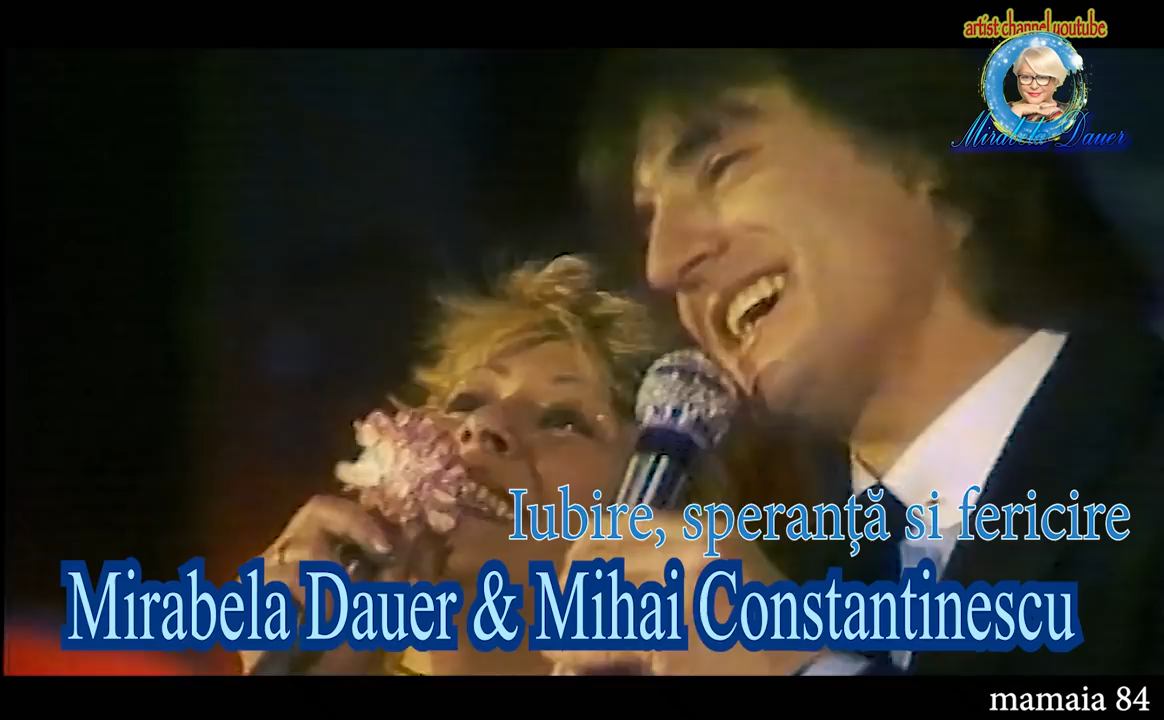 artist channel youtube
Mirabela Dauer
Iubire, speranță si fericire
Mirabela Dauer & Mihai Constantinescu
mamaia 84